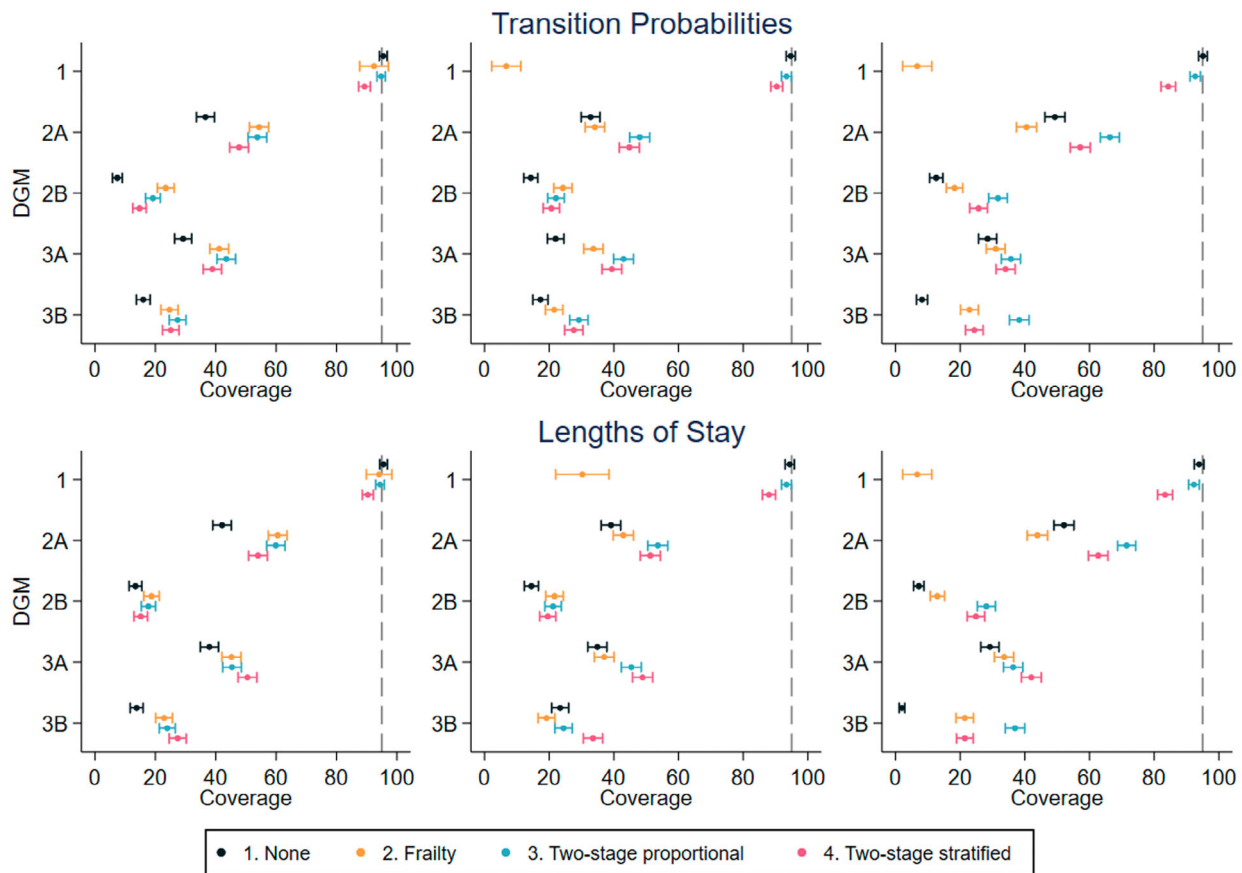 Transition Probabilities
DGM
1
2A
2B
3A
3B
0 20 40 60 80 100
Coverage
1
2A
2B
3A
3B
0 20 40 60 80 100
Coverage
1
2A
2B
3A
3B
0 20 40 60 80 100
Coverage
Lengths of Stay
DGM
1
2A
2B
3A
3B
0 20 40 60 80 100
Coverage
1
2A
2B
3A
3B
0 20 40 60 80 100
Coverage
1
2A
2B
3A
3B
0 20 40 60 80 100
Coverage
1. None 2. Frailty 3. Two-stage proportional 4. Two-stage stratified